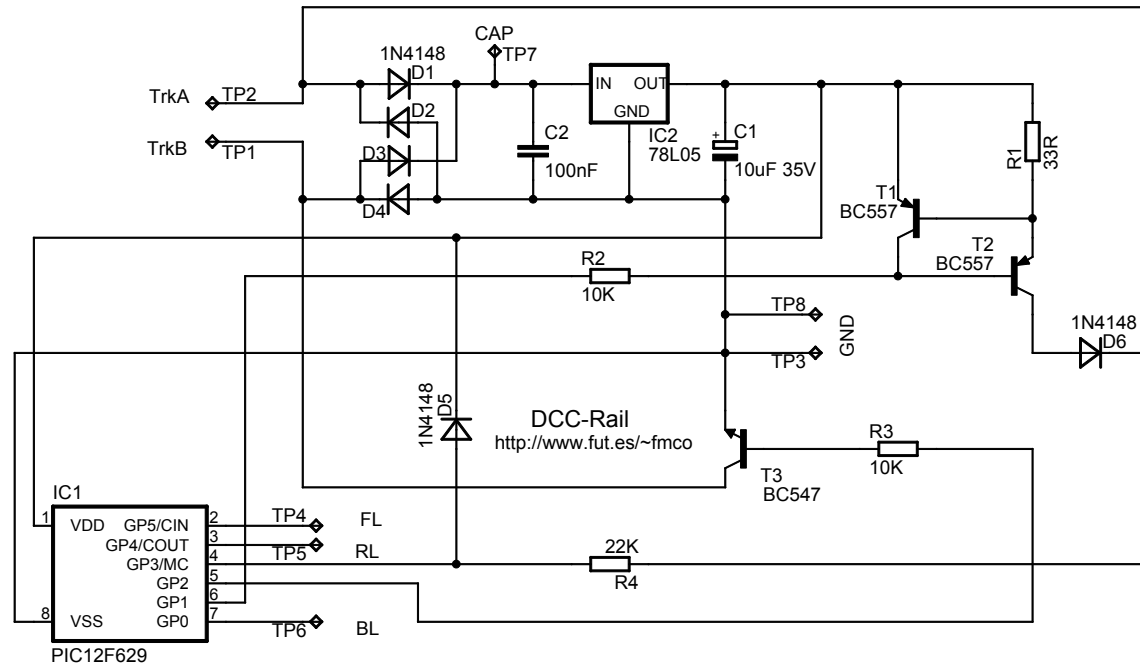 CAP
1N4148
TP7
D1
TrkA
TP2
IN OUT
GND
D2
TrkB
TP1
D3
D4
C2
100nF
IC2
78L05
+
C1
10uF 35V
R1
33R
T1
BC557
T2
BC557
R2
10K
TP8
GND
TP3
1N4148
D6
1N4148
D5
DCC-Rail
http://www.fut.es/~fmco
R3
10K
T3
BC547
IC1
1 VDD GP5/CIN 2 TP4 FL
GP4/COUT 3 TP5 RL
GP3/MC 4
22K
R4
GP2 5
GP1 6
8 VSS GP0 7 TP6 BL
PIC12F629